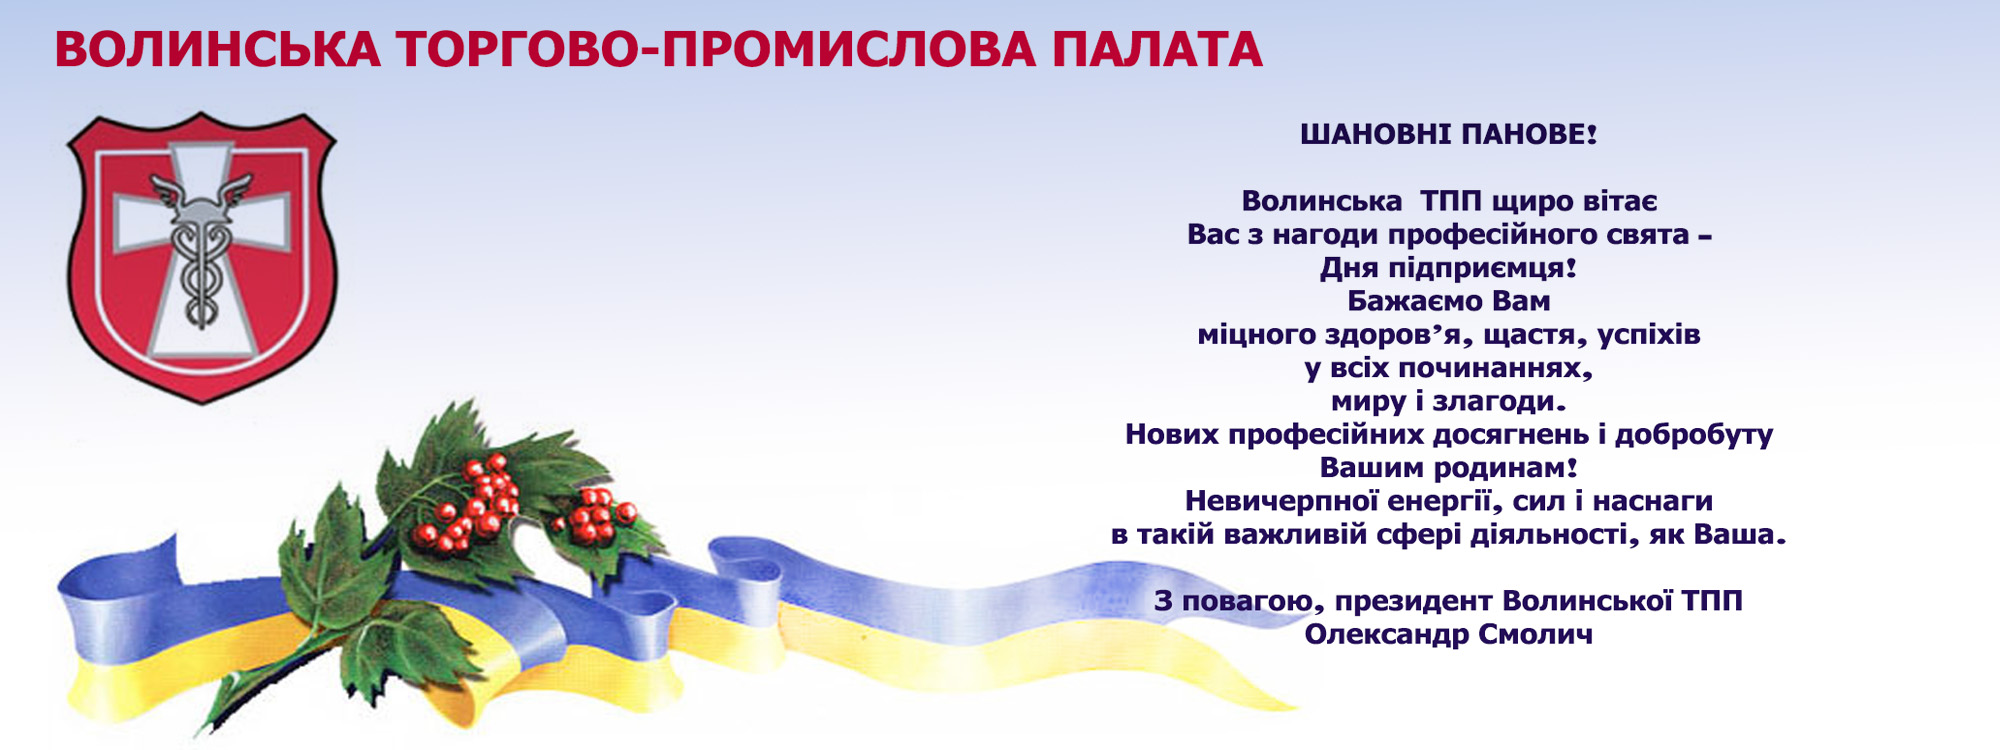 ВОЛИНСЬКА ТОРГОВО-ПРОМИСЛОВА ПАЛАТА
ШАНОВНІ ПАНОВЕ!
Волинська ТПП щиро вітає
Вас з нагоди професійного свята –
Дня підприємця!
Бажаємо Вам
міцного здоров’я, щастя, успіхів
у всіх починаннях,
миру і злагоди.
Нових професійних досягнень і добробуту
Вашим родинам!
Невичерпної енергії, сил і наснаги
в такій важливій сфері діяльності, як Ваша.
З повагою, президент Волинської ТПП
Олександр Смолич